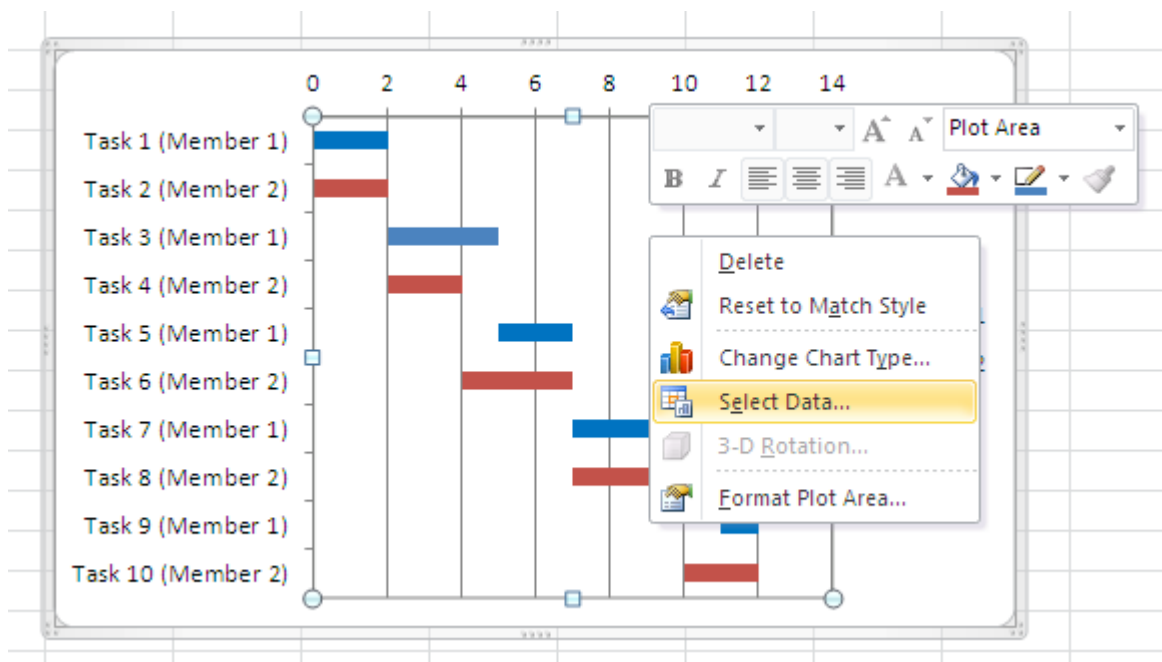 0 2 4 6 8 10 12 14
Plot Area
A A
B I A
Task 1 (Member 1)
Task 2 (Member 2)
Task 3 (Member 1)
Task 4 (Member 2)
Task 5 (Member 1)
Task 6 (Member 2)
Task 7 (Member 1)
Task 8 (Member 2)
Task 9 (Member 1)
Task 10 (Member 2)
Delete
Reset to Match Style
Change Chart Type...
Select Data...
3-D Rotation...
Format Plot Area...